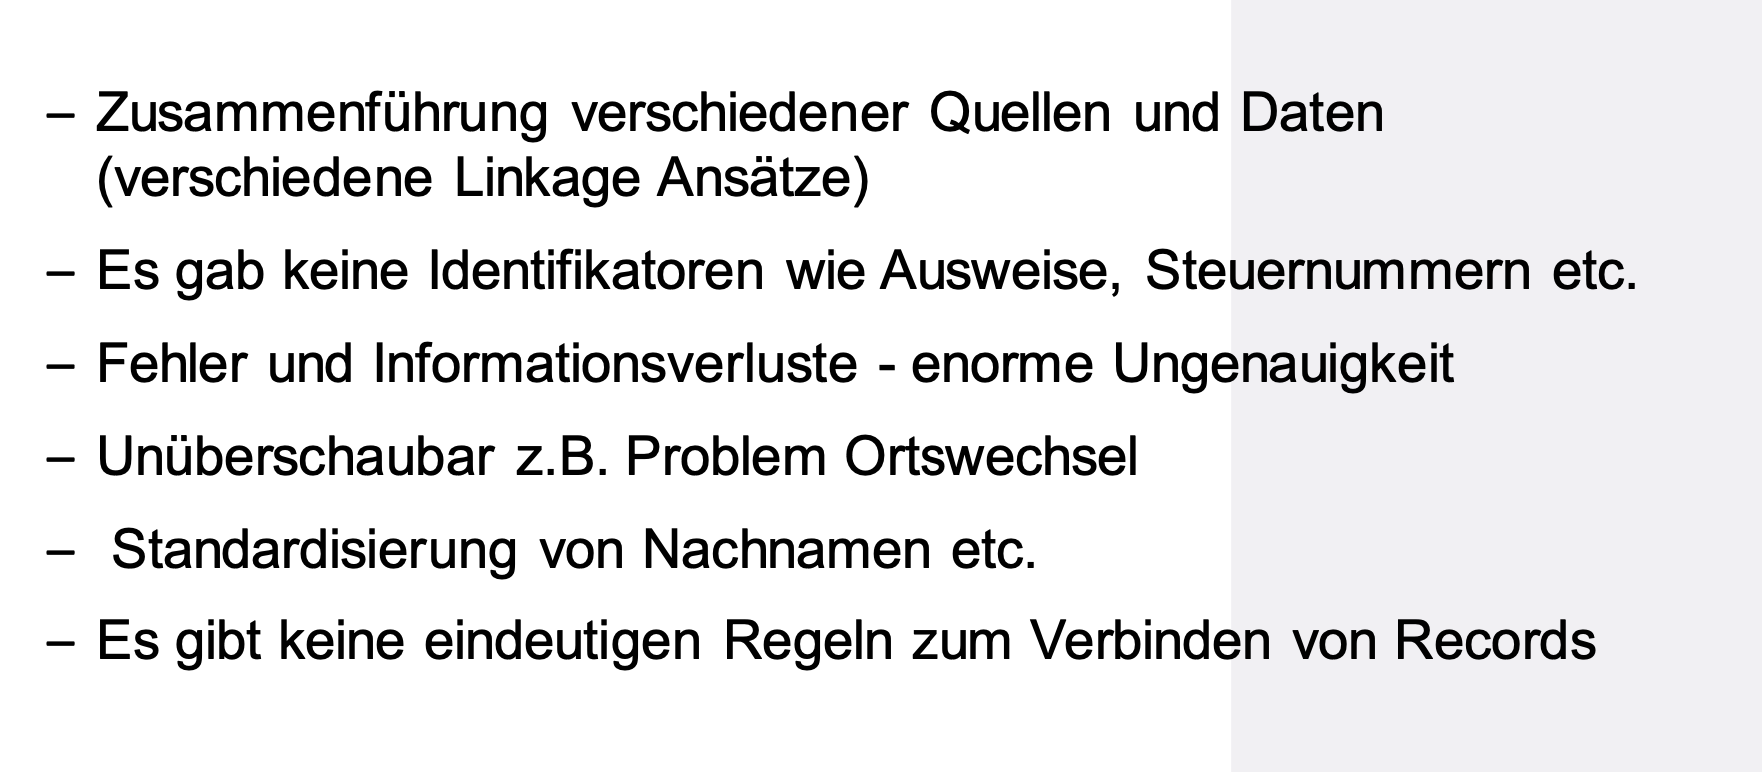 – Zusammenführung verschiedener Quellen und Daten
(verschiedene Linkage Ansätze)
– Es gab keine Identifikatoren wie Ausweise, Steuernummern etc.
– Fehler und Informationsverluste - enorme Ungenauigkeit
– Unüberschaubar z.B. Problem Ortswechsel
– Standardisierung von Nachnamen etc.
– Es gibt keine eindeutigen Regeln zum Verbinden von Records